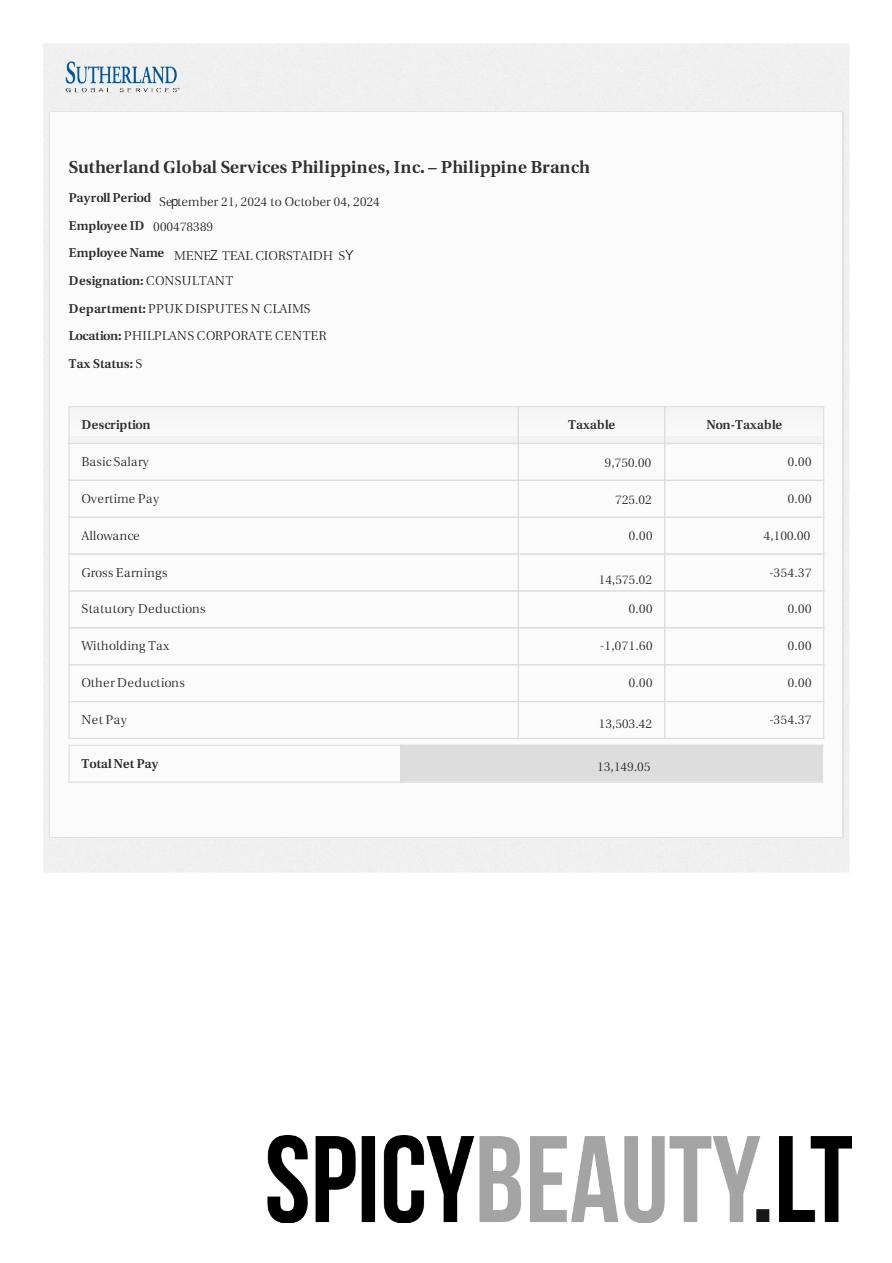 SUTHERLAND
GLOBAL SERVICES®
Sutherland Global Services Philippines, Inc. – Philippine Branch
Payroll Period September 21, 2024 to October 04, 2024
Employee ID 000478389
Employee Name MENEZ TEAL CIORSTAIDH SY
Designation: CONSULTANT
Department: PPUK DISPUTES N CLAIMS
Location: PHILPLANS CORPORATE CENTER
Tax Status: S
Description Taxable Non-Taxable
Basic Salary 9,750.00 0.00
Overtime Pay 725.02 0.00
Allowance 0.00 4,100.00
Gross Earnings 14,575.02 -354.37
Statutory Deductions 0.00 0.00
Witholding Tax -1,071.60 0.00
Other Deductions 0.00 0.00
Net Pay 13,503.42 -354.37
Total Net Pay 13,149.05
SPICYBEAUTY.LT